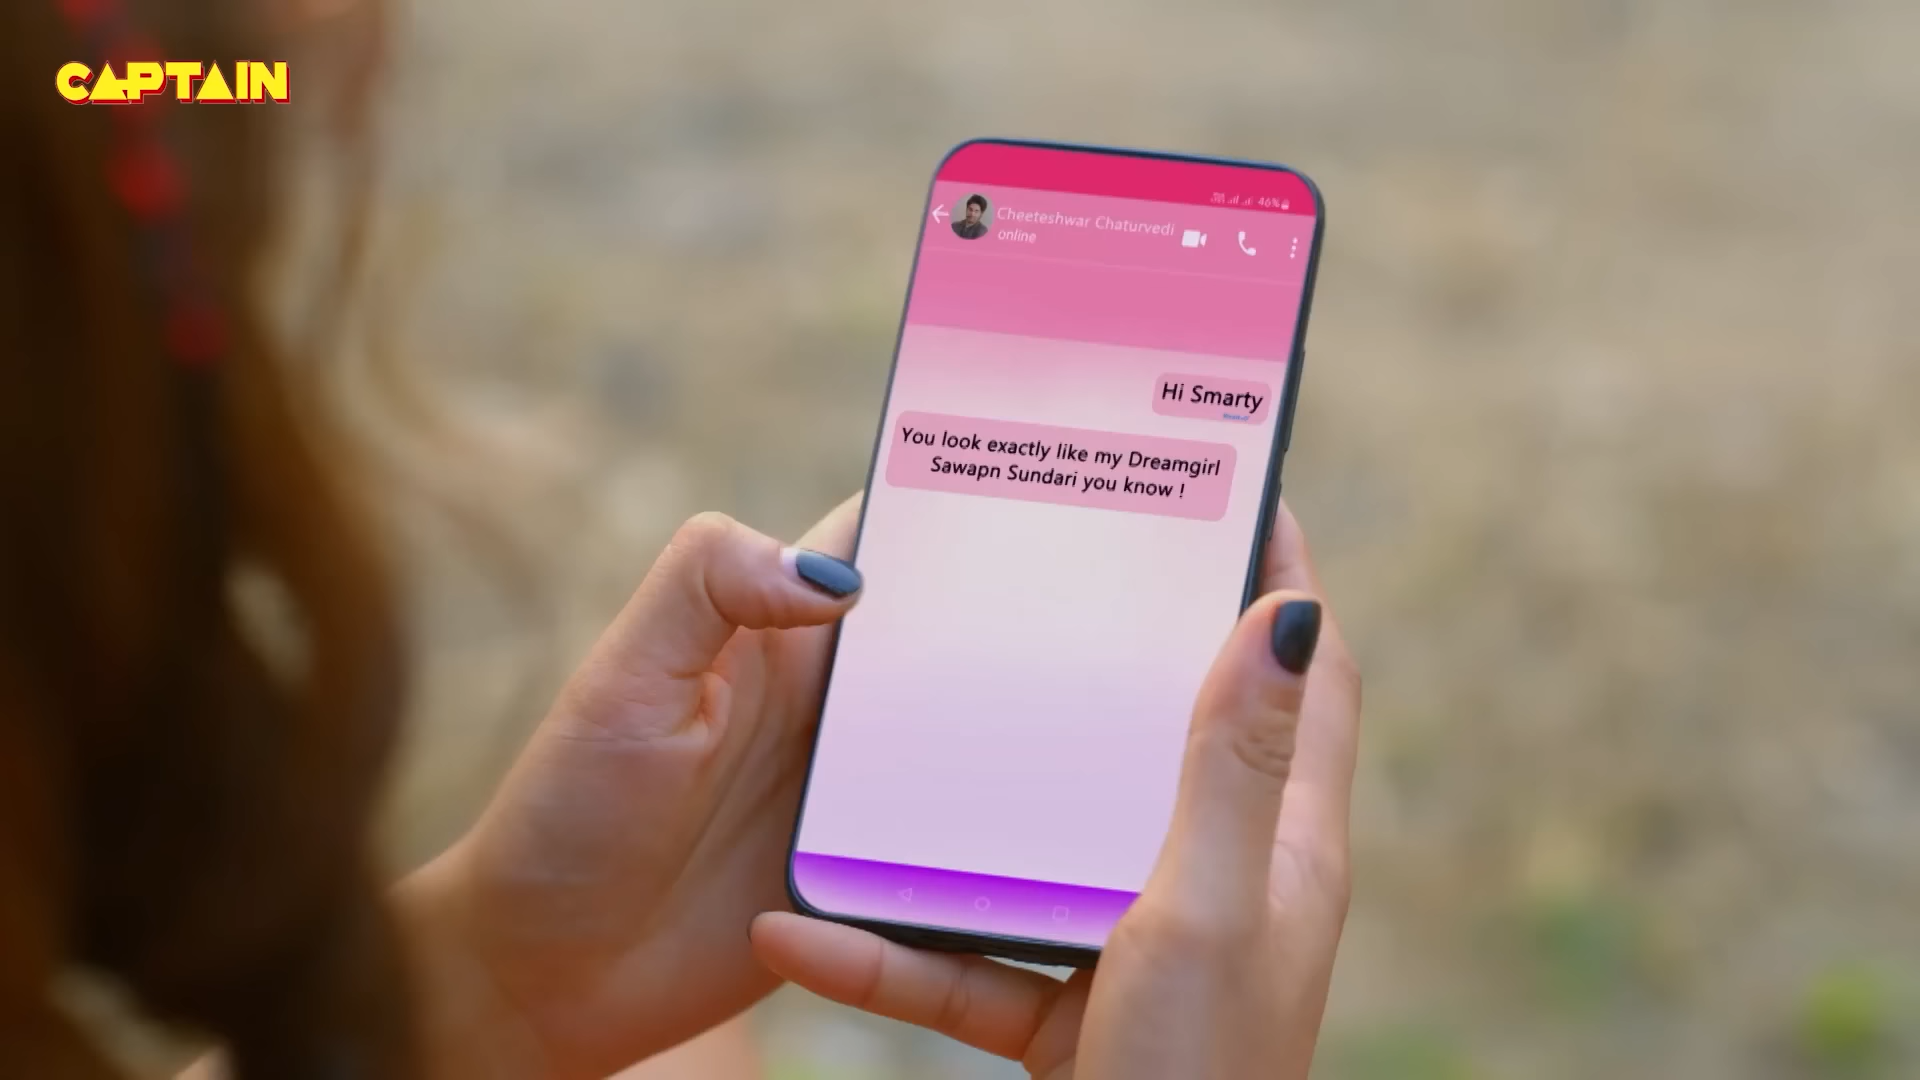 CAPTAIN
46%
Cheeteshwar Chaturvedi
online
Hi Smarty
You look exactly like my Dreamgirl
Sawapn Sundari you know !